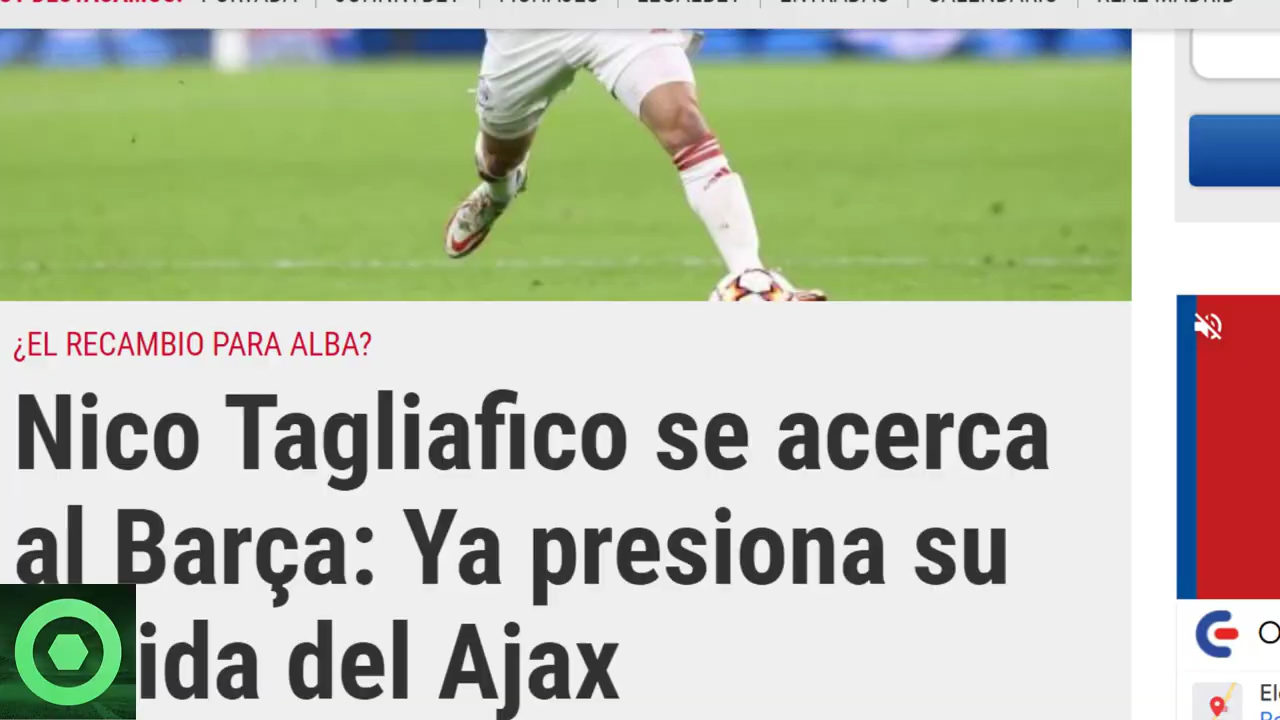 ¿EL RECAMBIO PARA ALBA?
Nico Tagliafico se acerca
al Barça: Ya presiona su
ida del Ajax